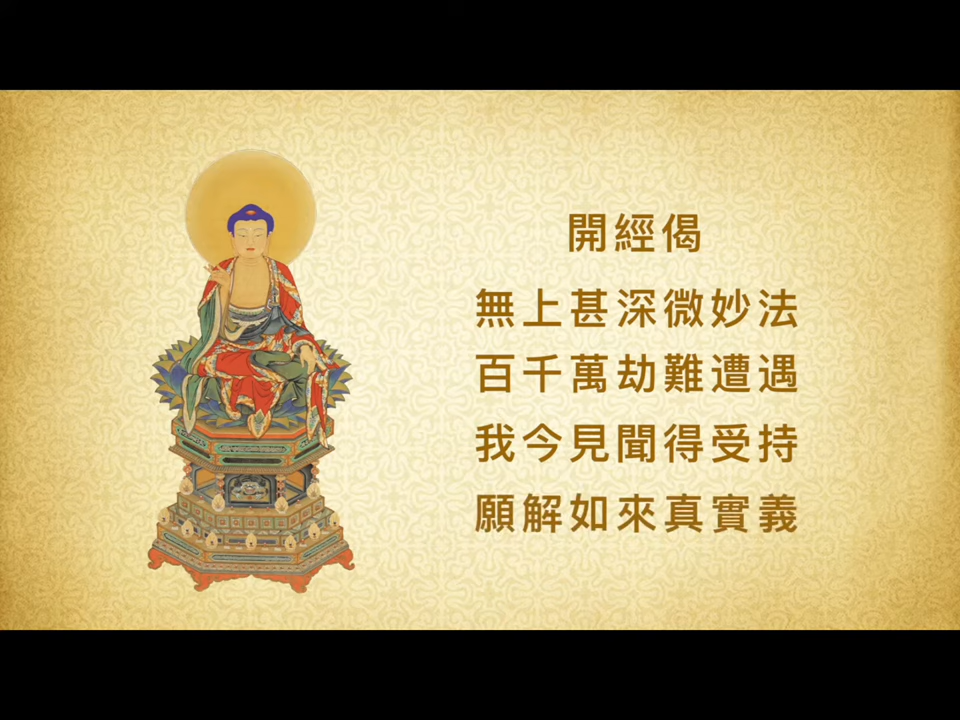 開經偈
無上甚深微妙法
百千萬劫難遭遇
我今見聞得受持
願解如來真實義